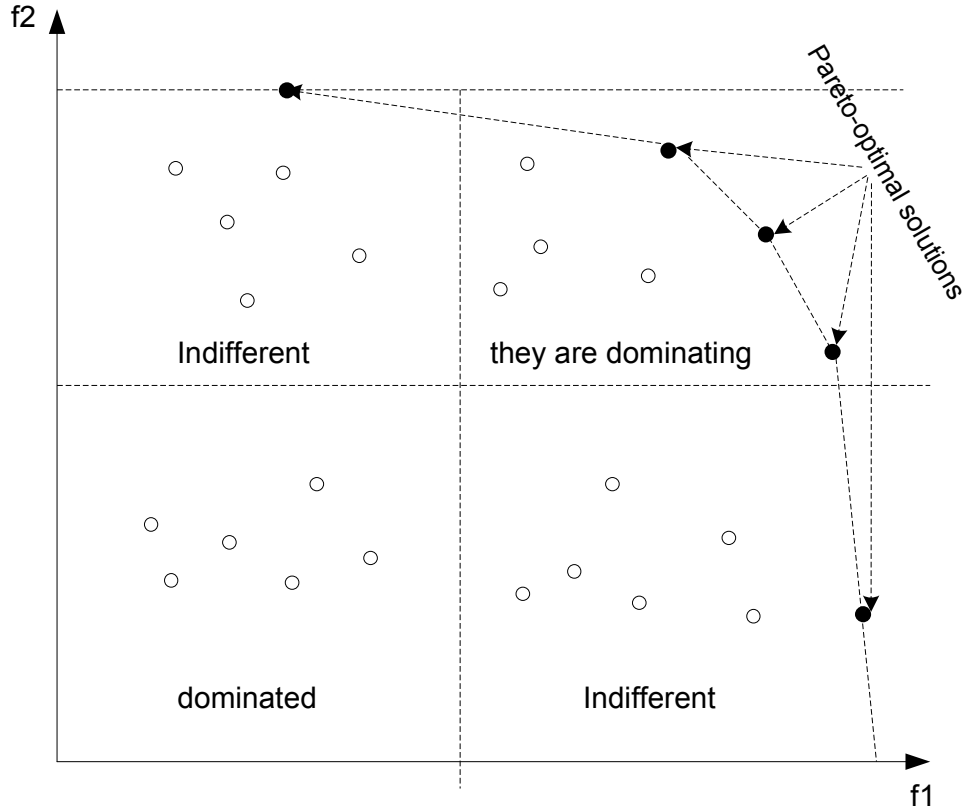 f2
Pareto-optimal solutions
Indifferent
they are dominating
dominated
Indifferent
f1